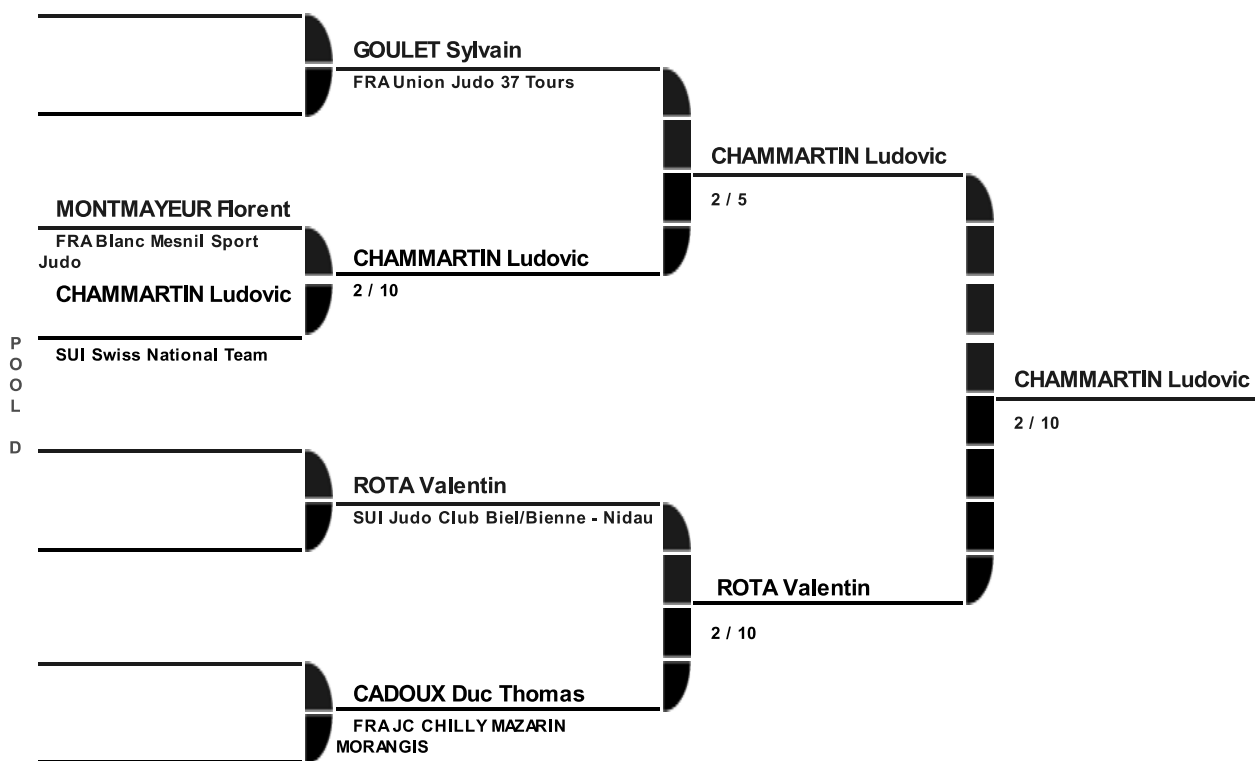 GOULET Sylvain
FRA Union Judo 37 Tours
CHAMMARTIN Ludovic
2 / 5
MONTMAYEUR Florent
FRA Blanc Mesnil Sport
Judo
CHAMMARTIN Ludovic
2 / 10
CHAMMARTIN Ludovic
SUI Swiss National Team
POOL D
CHAMMARTIN Ludovic
2 / 10
ROTA Valentin
SUI Judo Club Biel/Bienne - Nidau
ROTA Valentin
2 / 10
CADOUX Duc Thomas
FRA JC CHILLY MAZARIN
MORANGIS